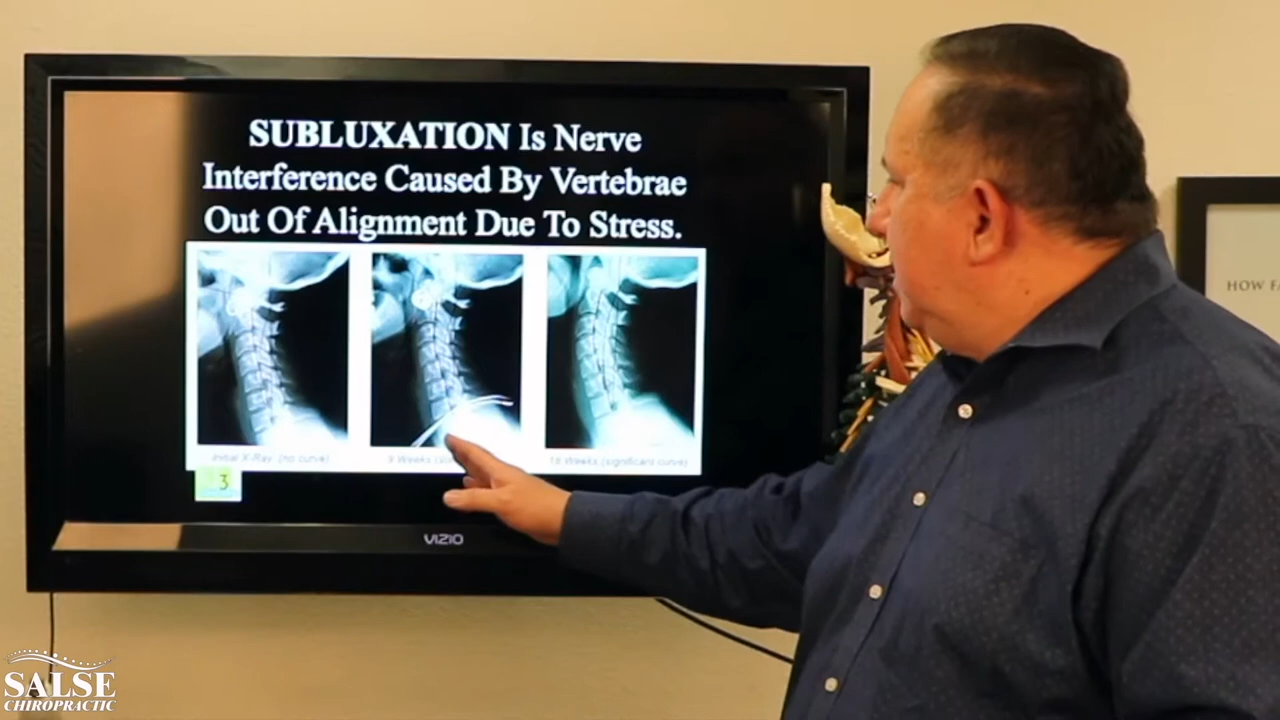 SUBLUXATION Is Nerve
Interference Caused By Vertebrae
Out Of Alignment Due To Stress.
Initial X-Ray (no curve)
9 Weeks
18 Weeks (significant curve)
3
VIZIO
HOW
SALSE
CHIROPRACTIC